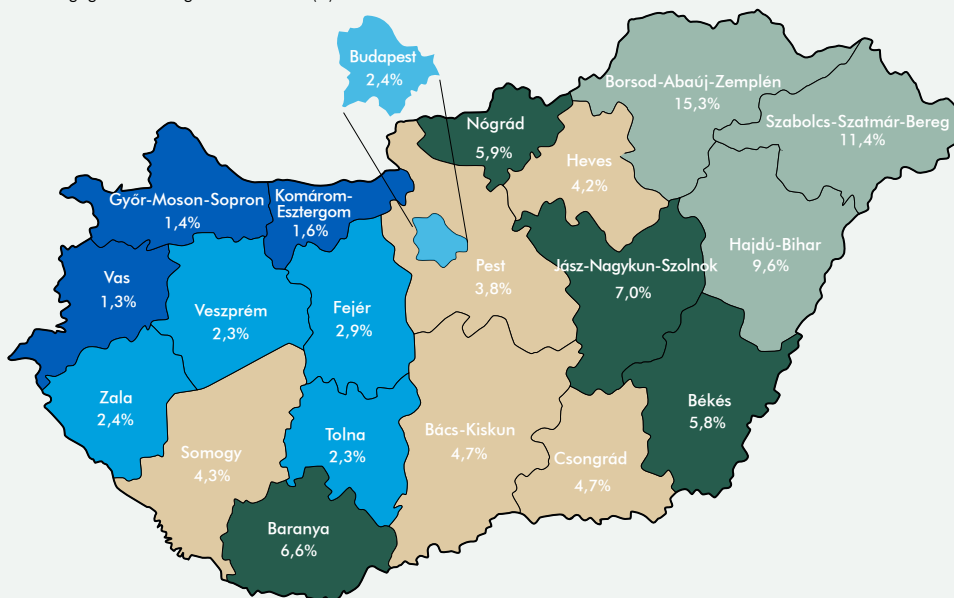 Budapest
2,4%
Borsod-Abaúj-Zemplén
15,3%
Szabolcs-Szatmár-Bereg
11,4%
Nógrád
5,9%
Heves
4,2%
Győr-Moson-Sopron
1,4%
Komárom-
Esztergom
1,6%
Hajdú-Bihar
9,6%
Pest
3,8%
Jász-Nagykun-Szolnok
7,0%
Vas
1,3%
Veszprém
2,3%
Fejér
2,9%
Zala
2,4%
Békés
5,8%
Tolna
2,3%
Bács-Kiskun
4,7%
Somogy
4,3%
Csongrád
4,7%
Baranya
6,6%